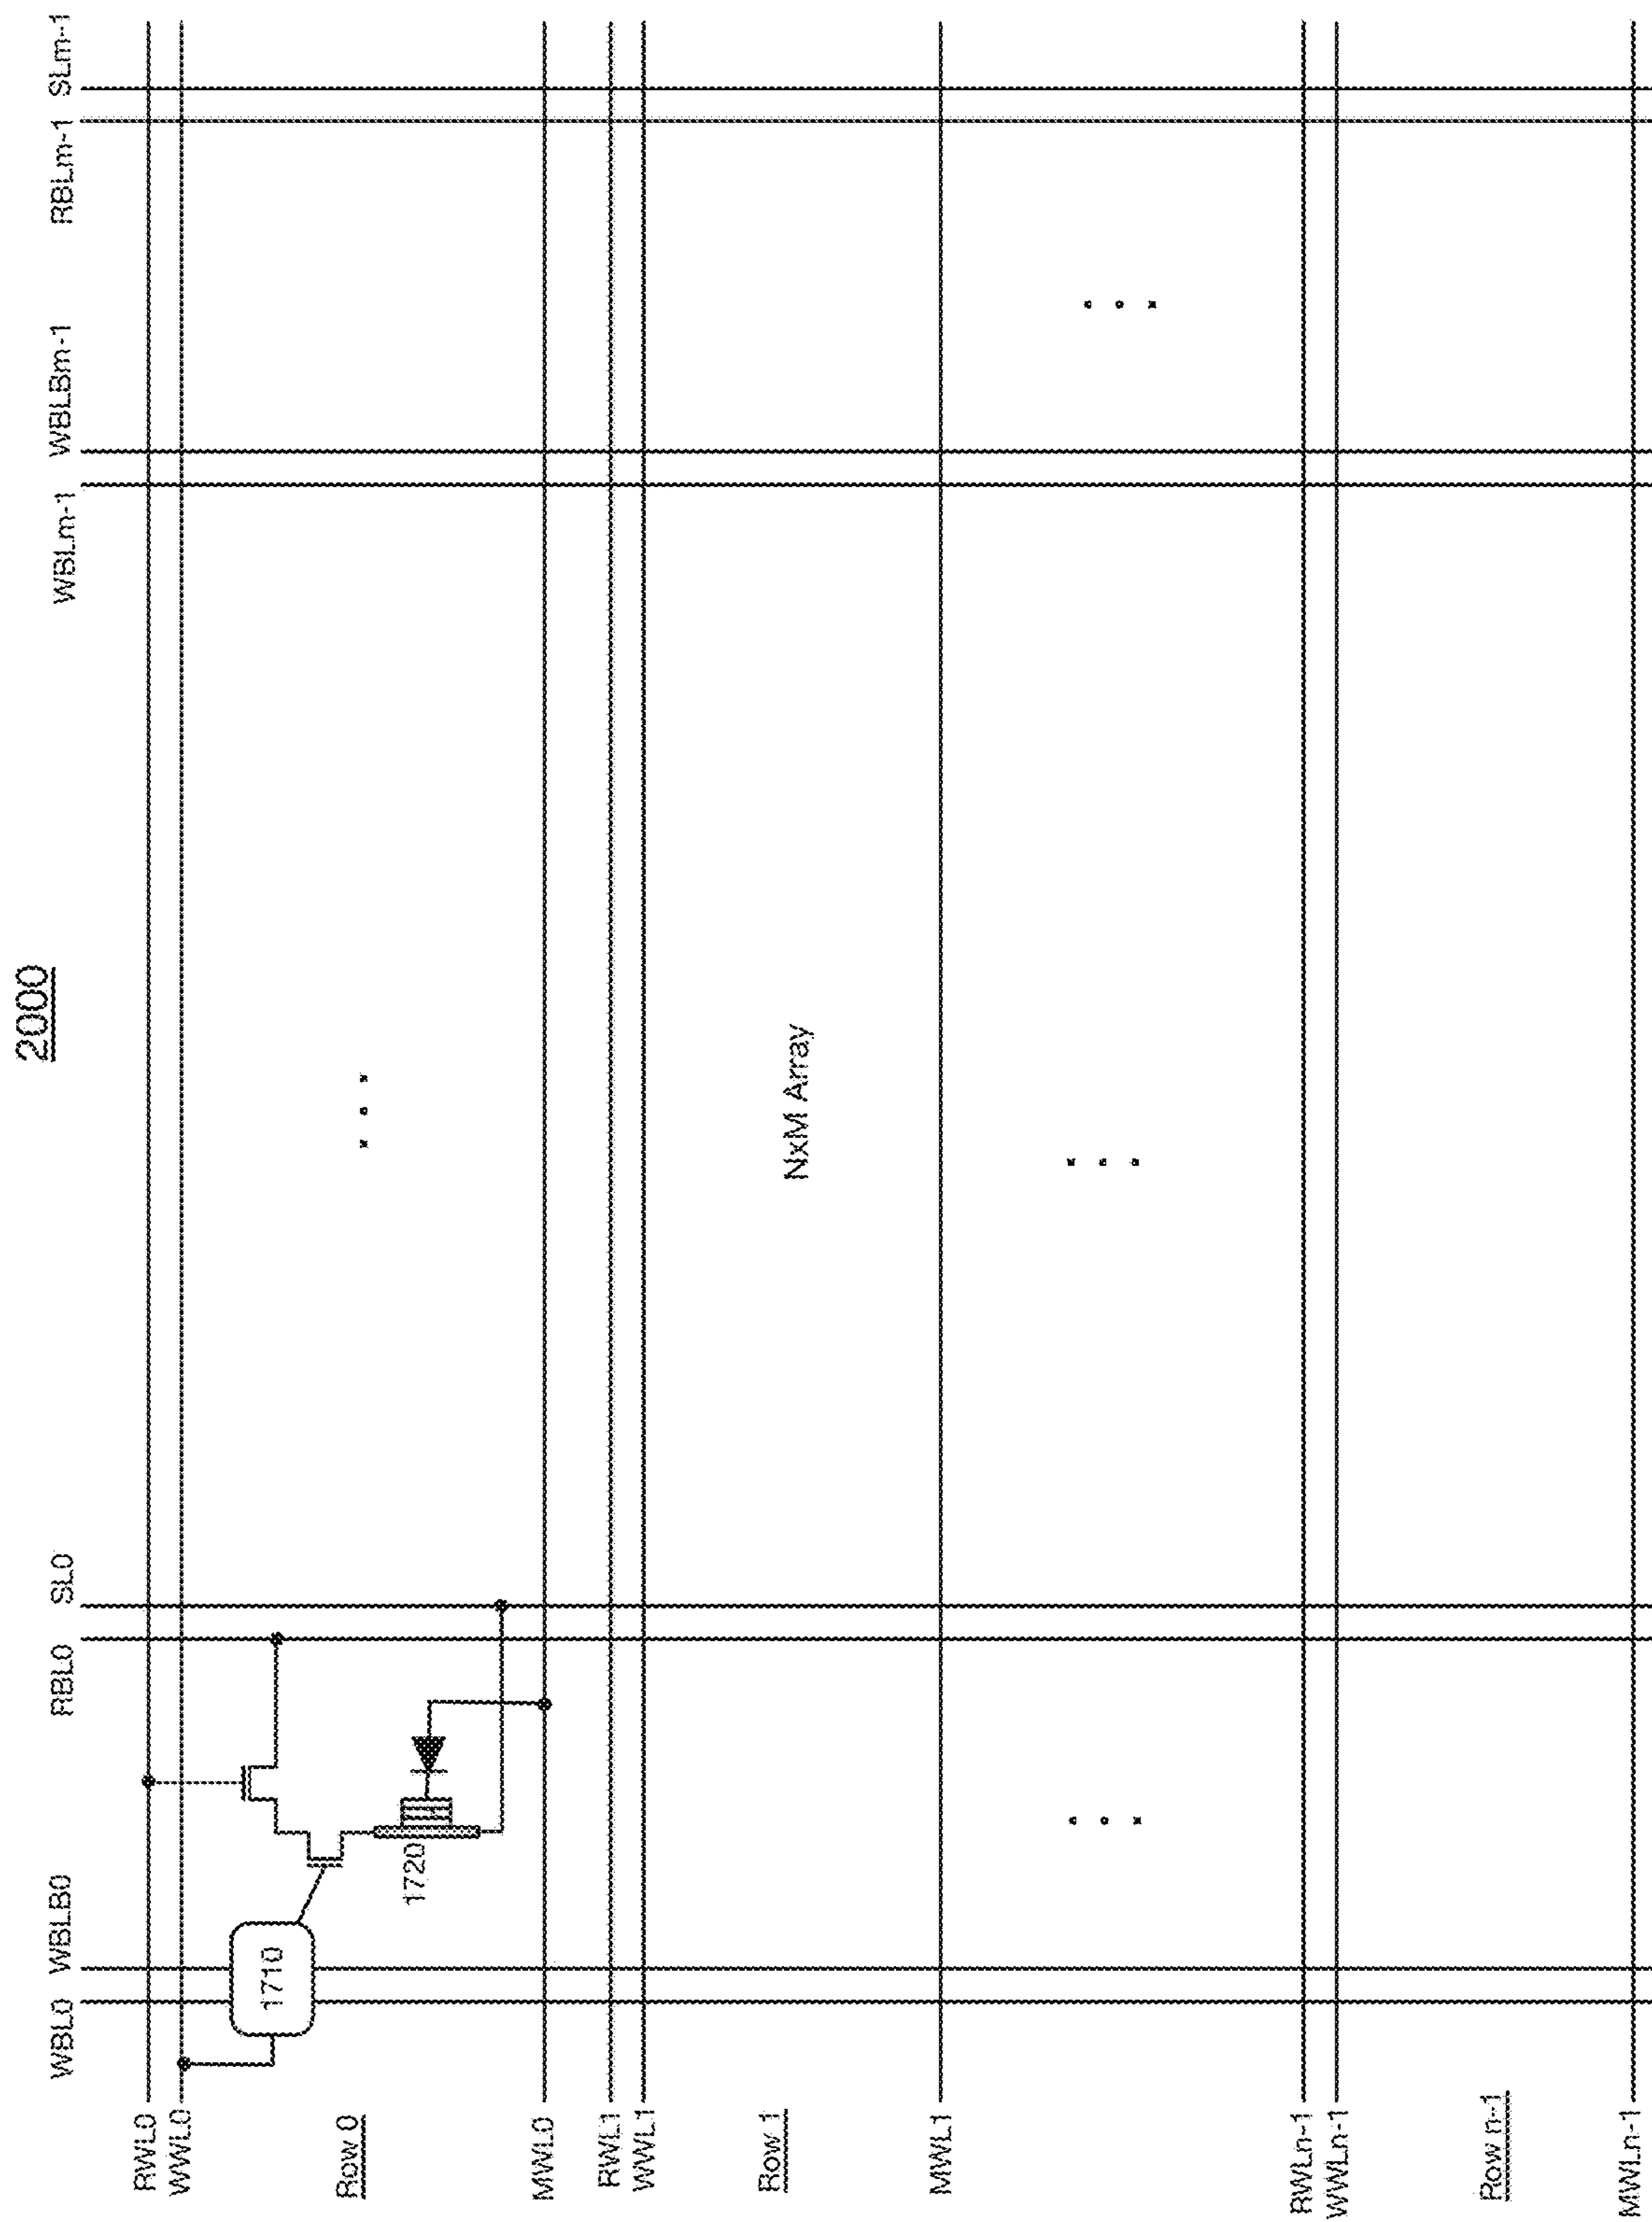 2000
WBL0 WBLB0 RBL0 SL0 WBLm-1 WBLBm-1 RBLm-1 SLm-1
RWL0
WWL0
1710
Row 0
1720
MWL0
RWL1
WWL1
Row 1
NxM Array
MWL1
RWLn-1
WWLn-1
Row n-1
MWLn-1